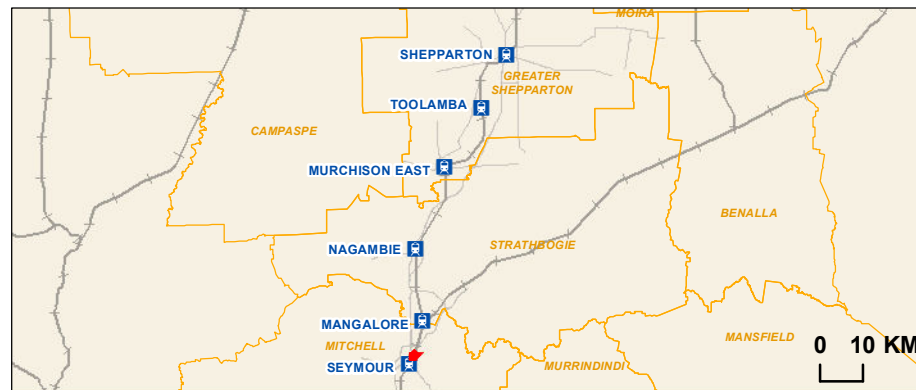 MOIRA
SHEPPARTON
GREATER
SHEPPARTON
TOOLAMBA
CAMPASPE
MURCHISON EAST
BENALLA
NAGAMBIE
STRATHBOGIE
MANGALORE
MITCHELL
MANSFIELD
0 10 KM
SEYMOUR
MURRINDINDI